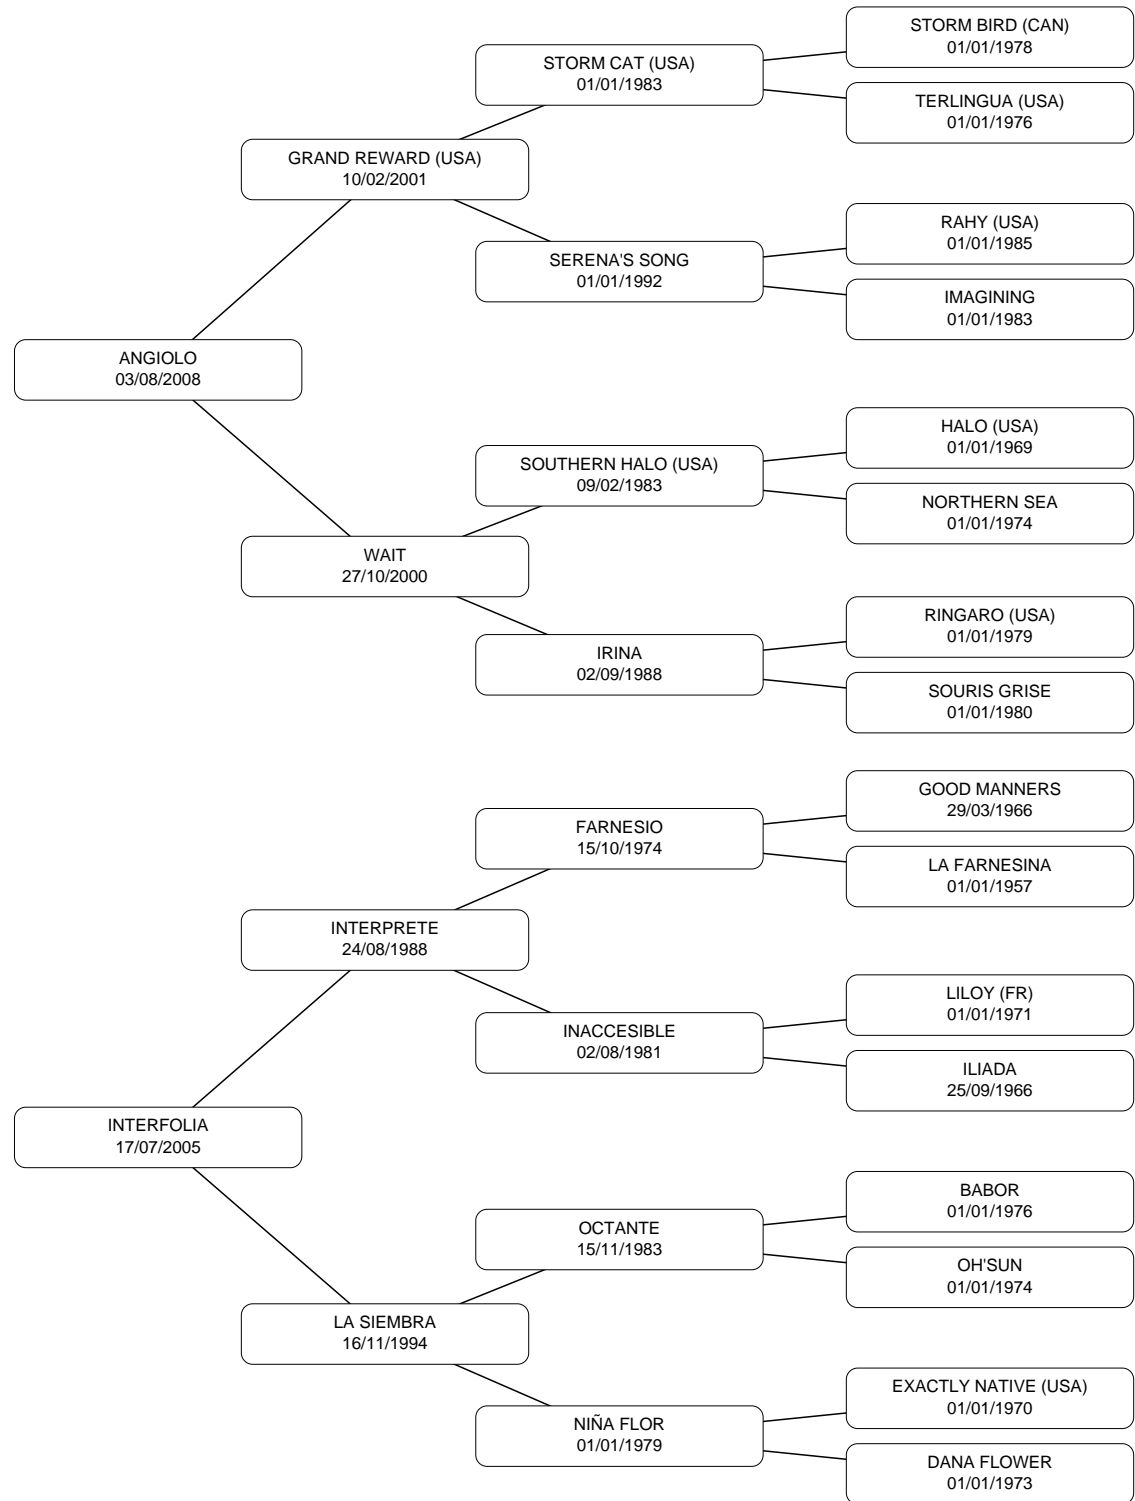 STORM BIRD (CAN)
01/01/1978
STORM CAT (USA)
01/01/1983
TERLINGUA (USA)
01/01/1976
GRAND REWARD (USA)
10/02/2001
RAHY (USA)
01/01/1985
SERENA'S SONG
01/01/1992
IMAGINING
01/01/1983
ANGIOLO
03/08/2008
HALO (USA)
01/01/1969
SOUTHERN HALO (USA)
09/02/1983
NORTHERN SEA
01/01/1974
WAIT
27/10/2000
RINGARO (USA)
01/01/1979
IRINA
02/09/1988
SOURIS GRISE
01/01/1980
GOOD MANNERS
29/03/1966
FARNESIO
15/10/1974
LA FARNESINA
01/01/1957
INTERPRETE
24/08/1988
LILOY (FR)
01/01/1971
INACCESIBLE
02/08/1981
ILIADA
25/09/1966
INTERFOLIA
17/07/2005
BABOR
01/01/1976
OCTANTE
15/11/1983
OH'SUN
01/01/1974
LA SIEMBRA
16/11/1994
EXACTLY NATIVE (USA)
01/01/1970
NIÑA FLOR
01/01/1979
DANA FLOWER
01/01/1973